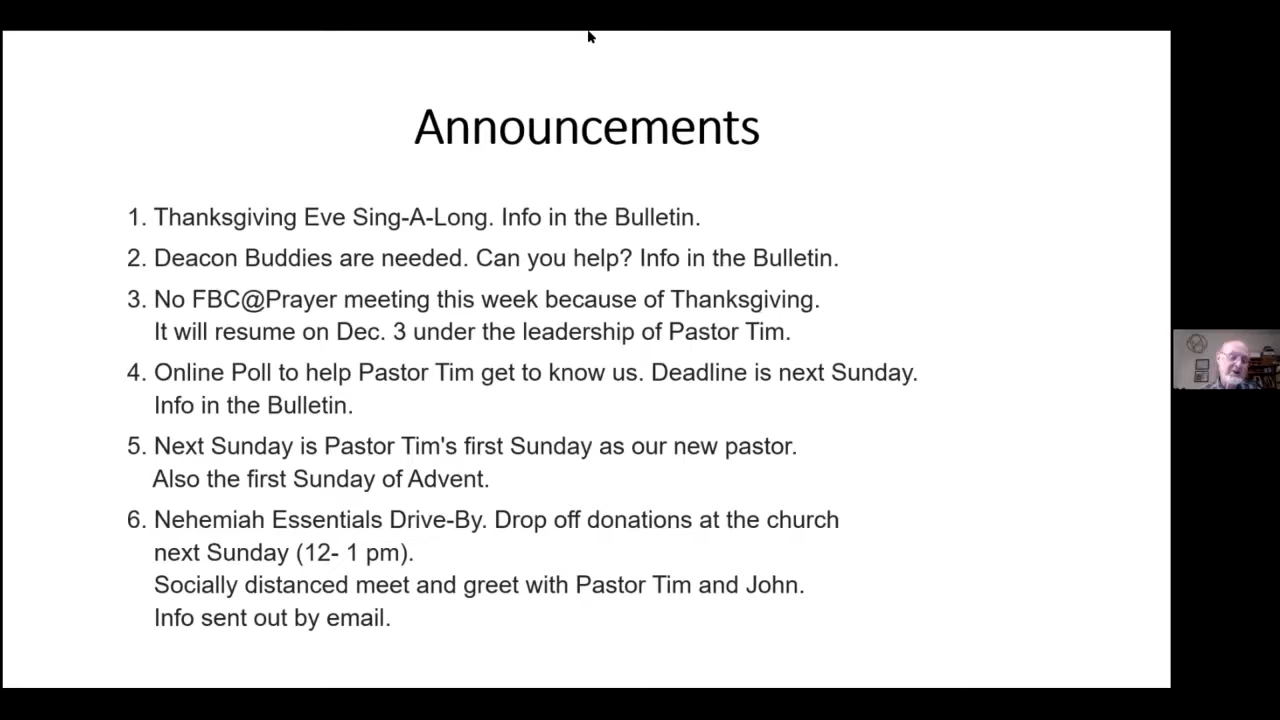 Announcements
1. Thanksgiving Eve Sing-A-Long. Info in the Bulletin.
2. Deacon Buddies are needed. Can you help? Info in the Bulletin.
3. No FBC@Prayer meeting this week because of Thanksgiving.
It will resume on Dec. 3 under the leadership of Pastor Tim.
4. Online Poll to help Pastor Tim get to know us. Deadline is next Sunday.
Info in the Bulletin.
5. Next Sunday is Pastor Tim's first Sunday as our new pastor.
Also the first Sunday of Advent.
6. Nehemiah Essentials Drive-By. Drop off donations at the church
next Sunday (12- 1 pm).
Socially distanced meet and greet with Pastor Tim and John.
Info sent out by email.